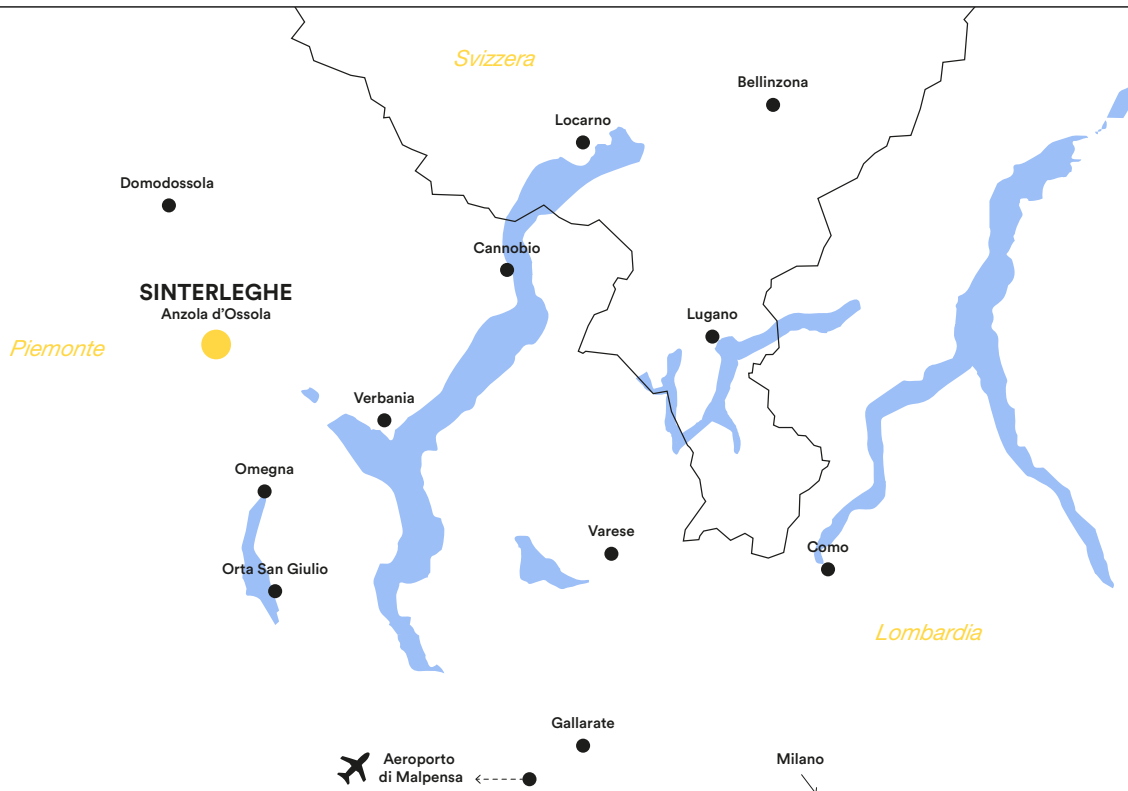 Svizzera
Bellinzona
Locarno
Domodossola
Cannobio
SINTERLEGHE
Anzola d’Ossola
Lugano
Piemonte
Verbania
Omegna
Varese
Como
Orta San Giulio
Lombardia
Gallarate
Aeroporto
di Malpensa
Milano